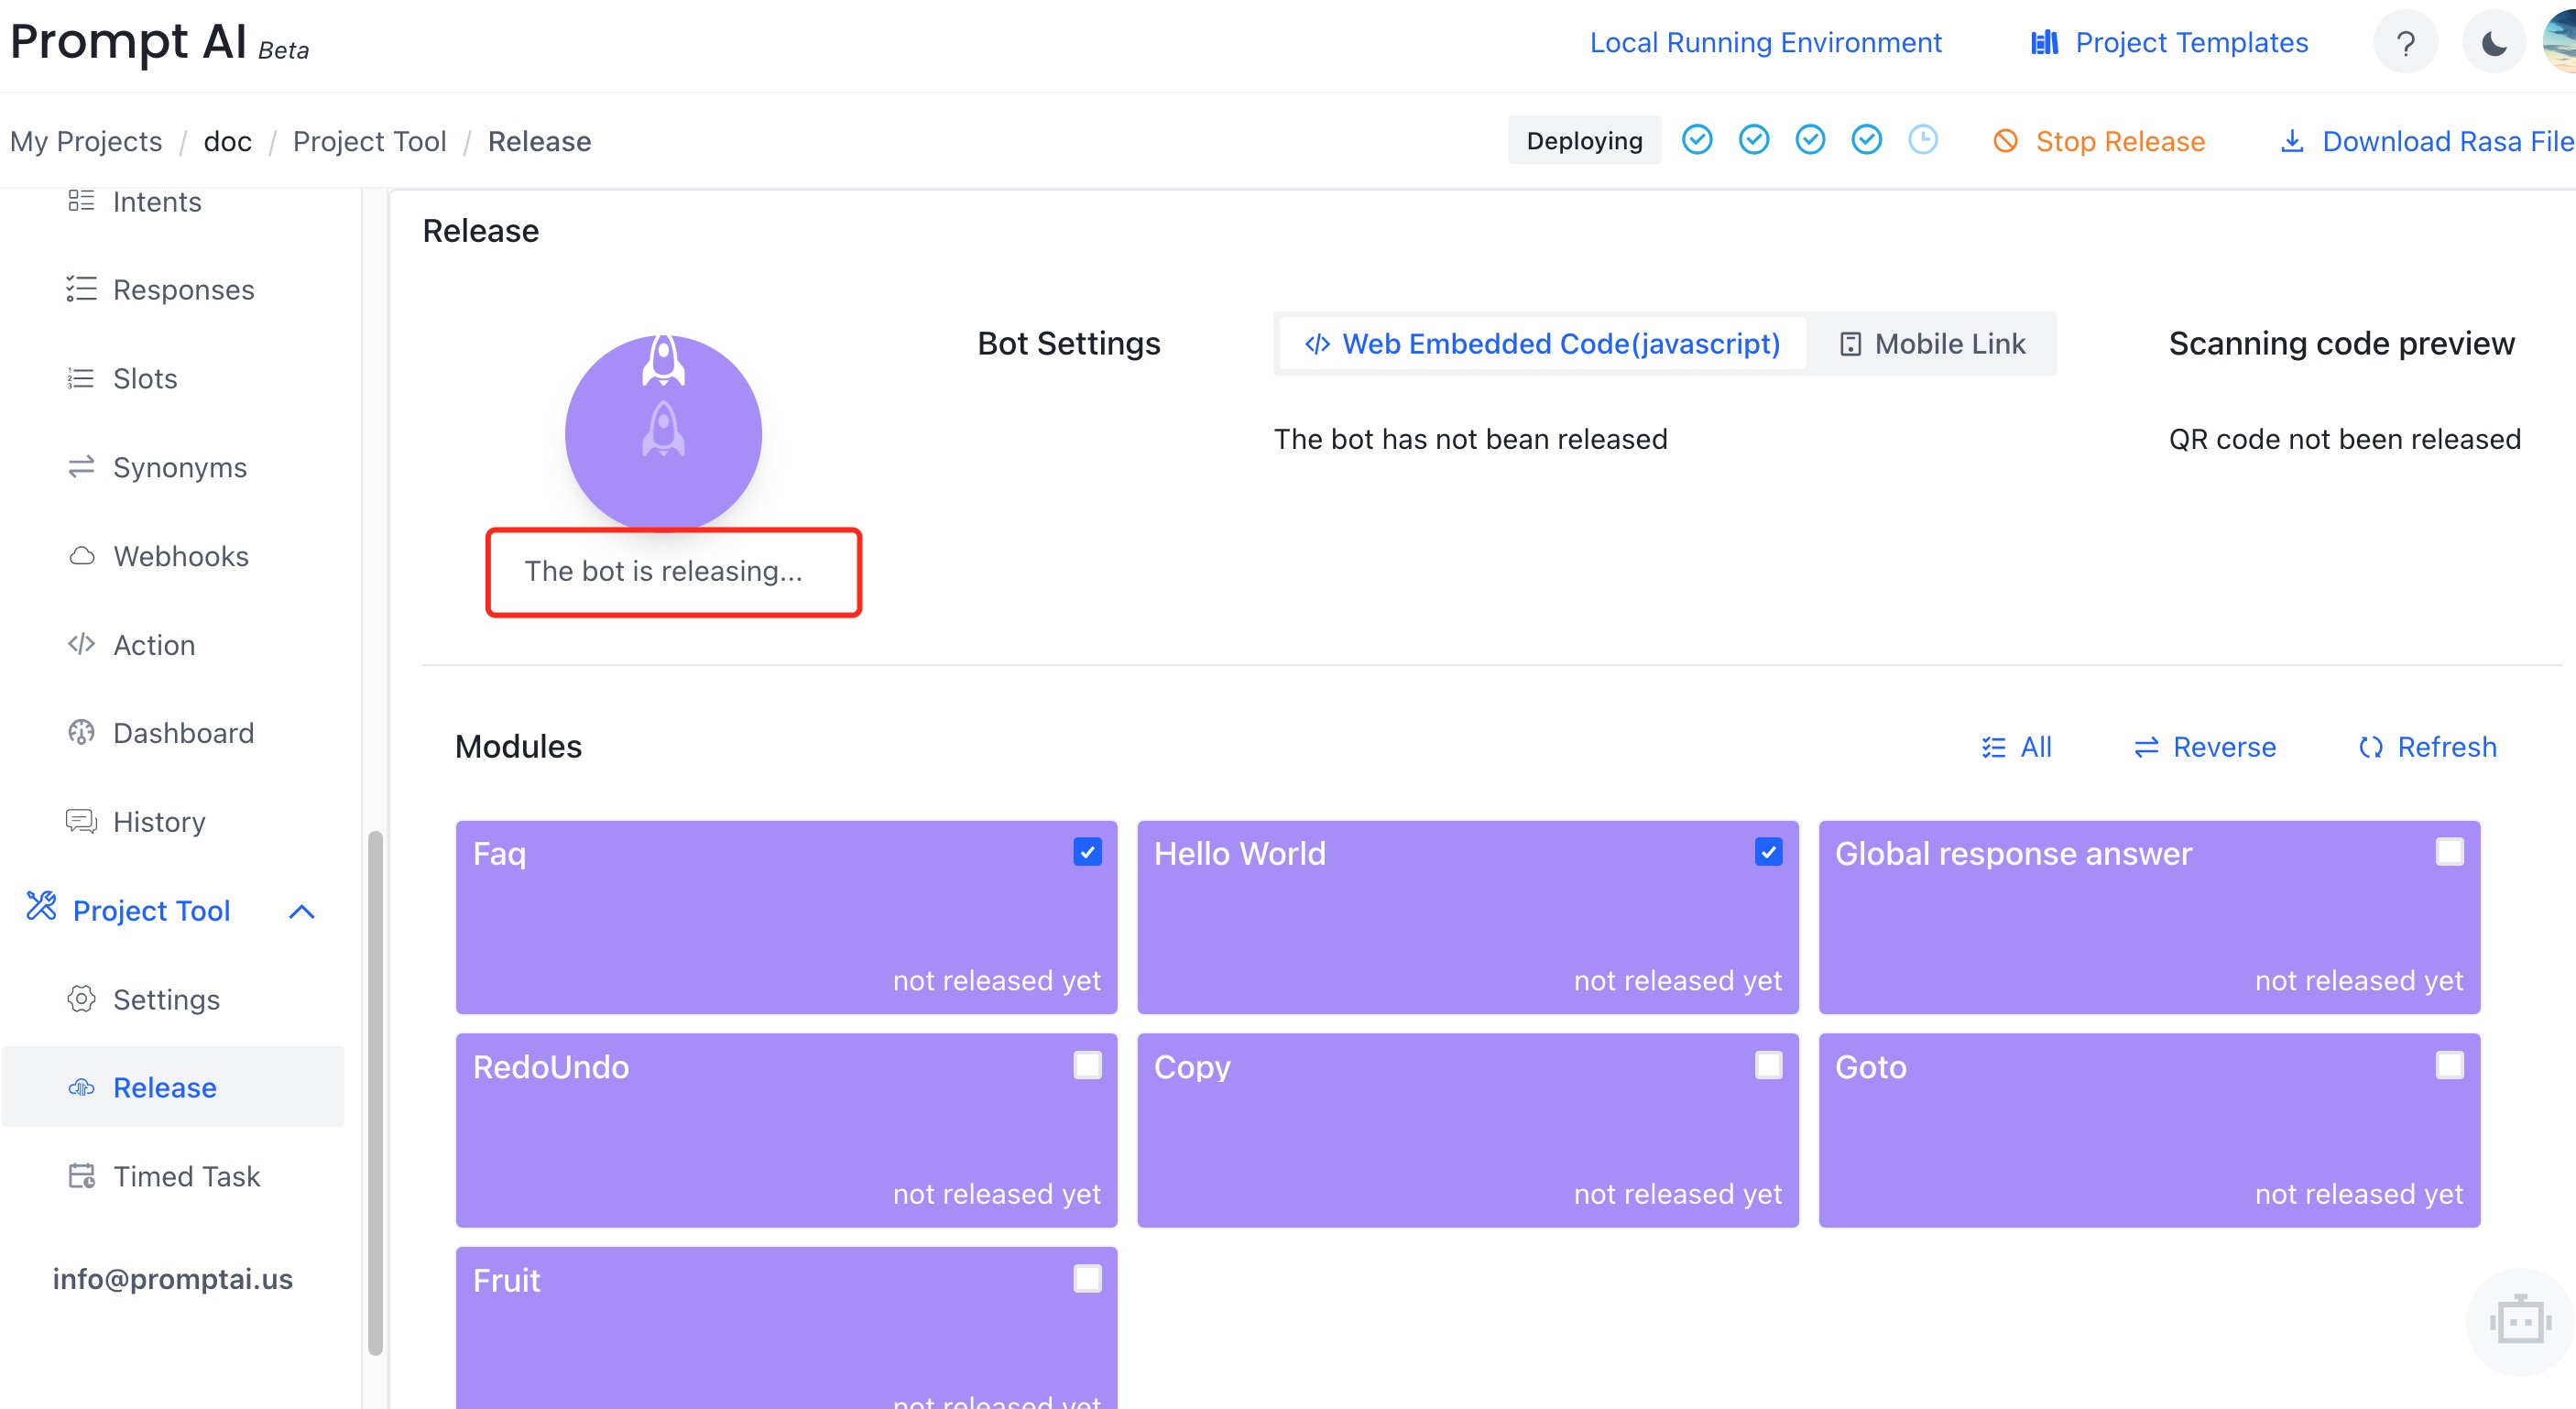 Prompt AI Beta
Local Running Environment
Project Templates
?
My Projects / doc / Project Tool / Release
Deploying
Stop Release
Download Rasa File
Intents
Responses
Slots
Synonyms
Webhooks
Action
Dashboard
History
Project Tool
Settings
Release
Timed Task
info@promptai.us
Release
The bot is releasing...
Bot Settings
Web Embedded Code(javascript)
Mobile Link
The bot has not bean released
Scanning code preview
QR code not been released
Modules
All
Reverse
Refresh
Faq
not released yet
Hello World
not released yet
Global response answer
not released yet
RedoUndo
not released yet
Copy
not released yet
Goto
not released yet
Fruit
not released yet